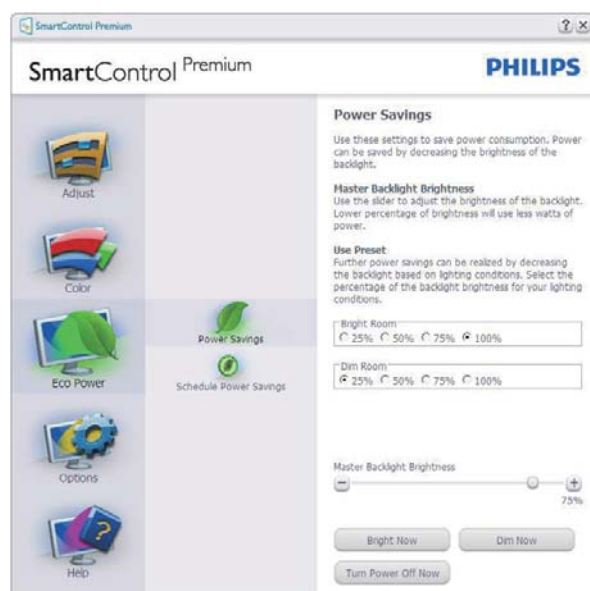 SmartControl Premium
SmartControl Premium
PHILIPS
Adjust
Color
Eco Power
Options
Help
Power Savings
Schedule Power Savings
Power Savings
Use these settings to save power consumption. Power
can be saved by decreasing the brightness of the
backlight.
Master Backlight Brightness
Use the slider to adjust the brightness of the backlight.
Lower percentage of brightness will use less watts of
power.
Use Preset
Further power savings can be realized by decreasing
the backlight based on lighting conditions. Select the
percentage of the backlight brightness for your lighting
conditions.
Bright Room
25% 50% 75% 100%
Dim Room
25% 50% 75% 100%
Master Backlight Brightness
75%
Bright Now Dim Now
Turn Power Off Now